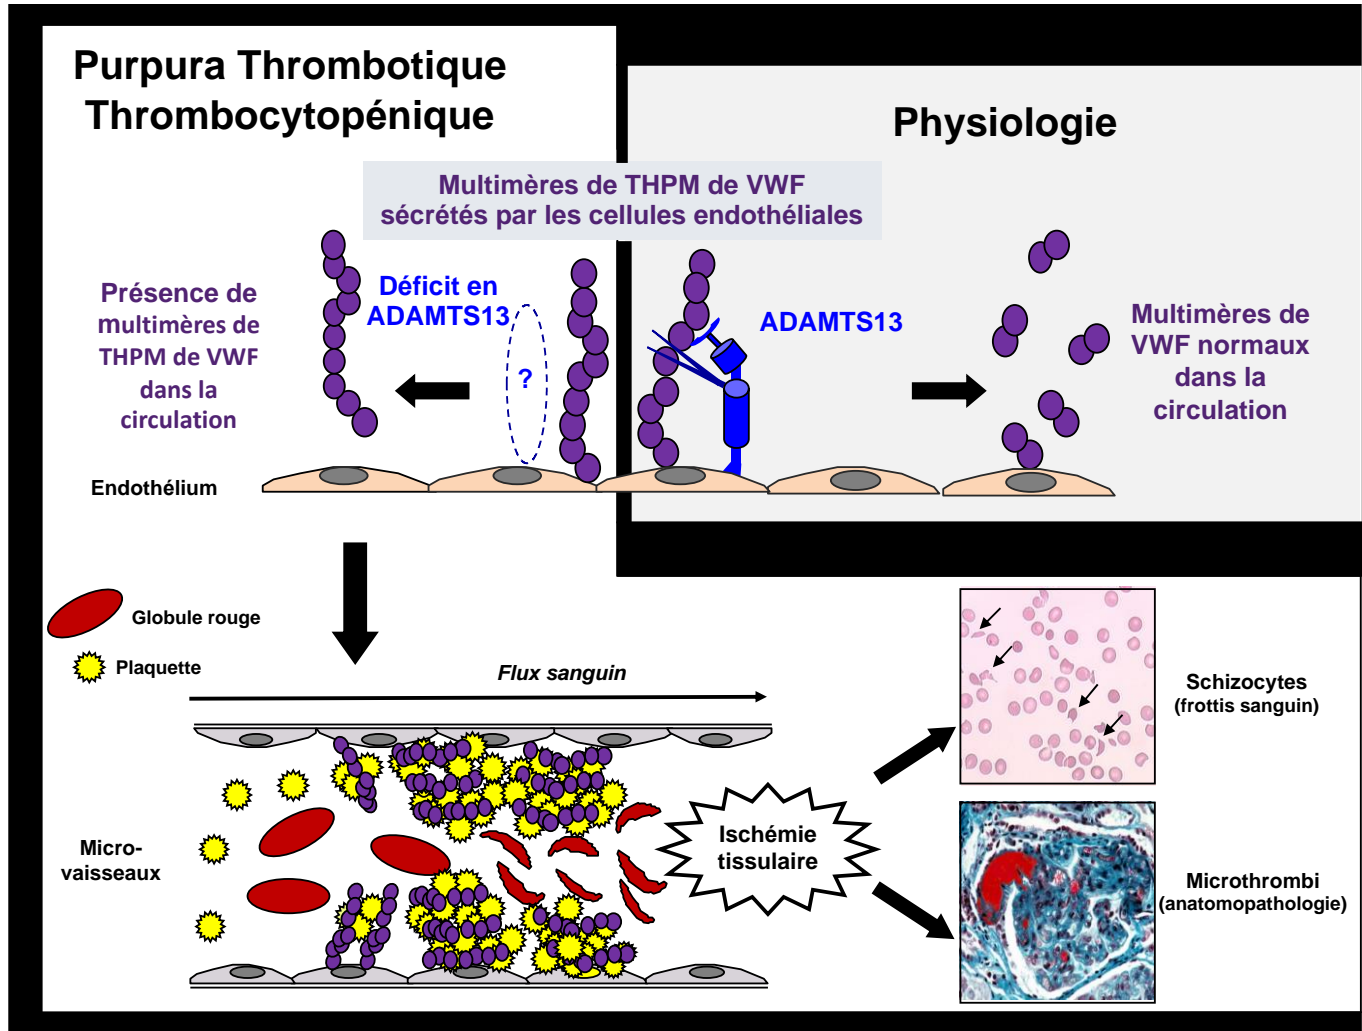 Purpura Thrombotique
Thrombocytopénique
Physiologie
Multimères de THPM de VWF
sécrétés par les cellules endothéliales
Présence de
multimères de
THPM de VWF
dans la
circulation
Déficit en
ADAMTS13
?
ADAMTS13
Multimères de
VWF normaux
dans la
circulation
Endothélium
Globule rouge
Plaquette
Flux sanguin
Micro-
vaisseaux
Ischémie
tissulaire
Schizocytes
(frottis sanguin)
Microthrombi
(anatomopathologie)